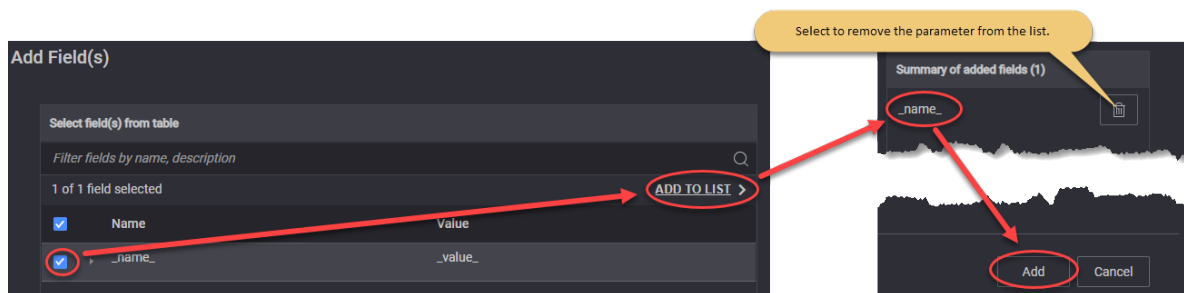 Select to remove the parameter from the list.
Add Field(s)
Select field(s) from table
Filter fields by name, description
1 of 1 field selected
ADD TO LIST >
Name Value
_name_ _value_
Summary of added fields (1)
_name_
Add Cancel